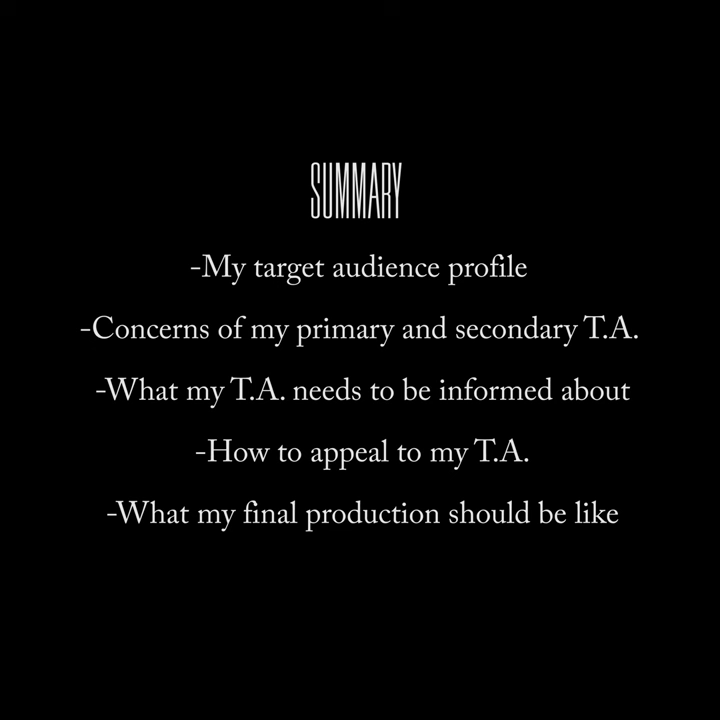 SUMMARY
-My target audience profile
-Concerns of my primary and secondary T.A.
-What my T.A. needs to be informed about
-How to appeal to my T.A.
-What my final production should be like